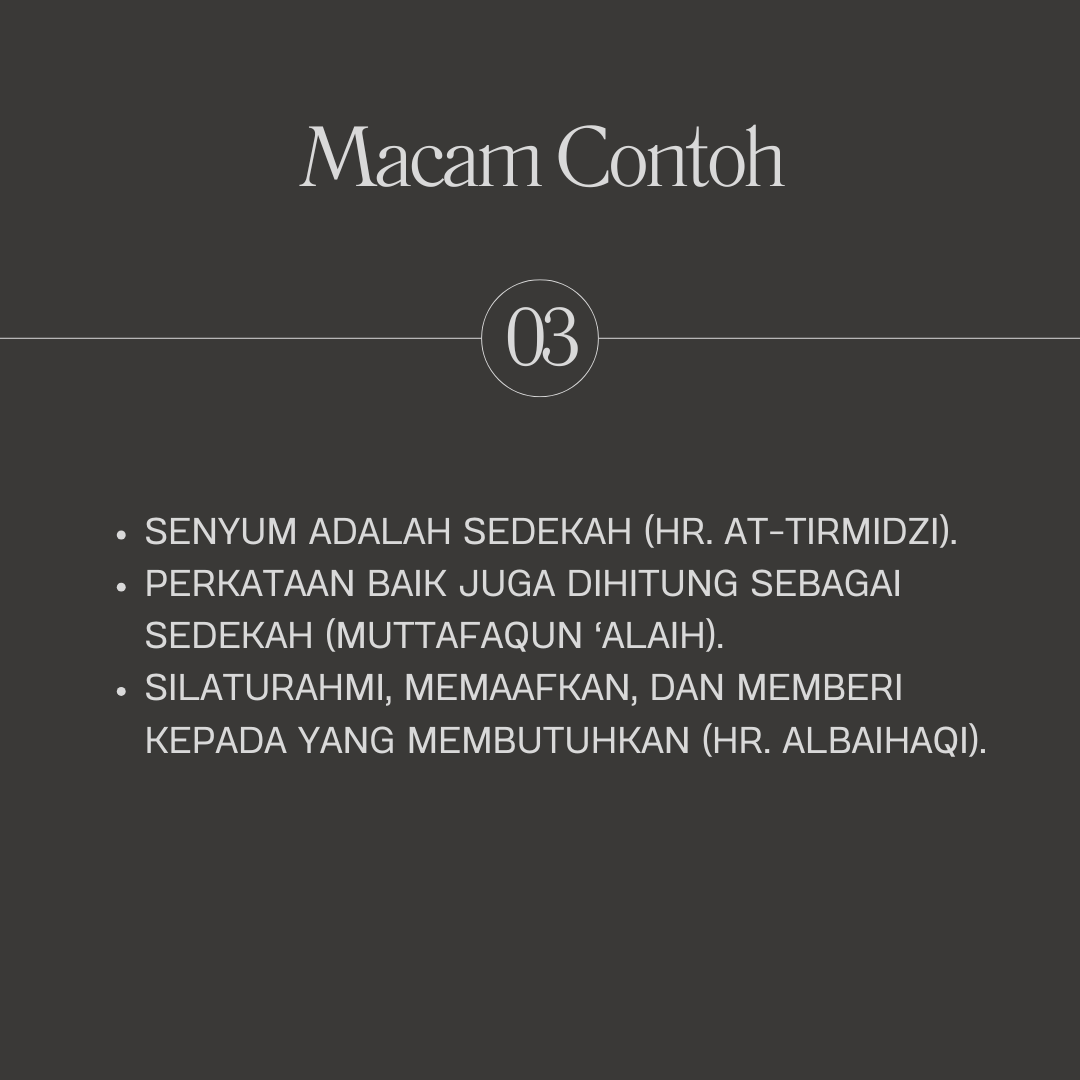 Macam Contoh
03
• SENYUM ADALAH SEDEKAH (HR. AT-TIRMIDZI).
• PERKATAAN BAIK JUGA DIHITUNG SEBAGAI
SEDEKAH (MUTTAFAQUN ‘ALAIH).
• SILATURAHMI, MEMAAFKAN, DAN MEMBERI
KEPADA YANG MEMBUTUHKAN (HR. ALBAIHAQI).